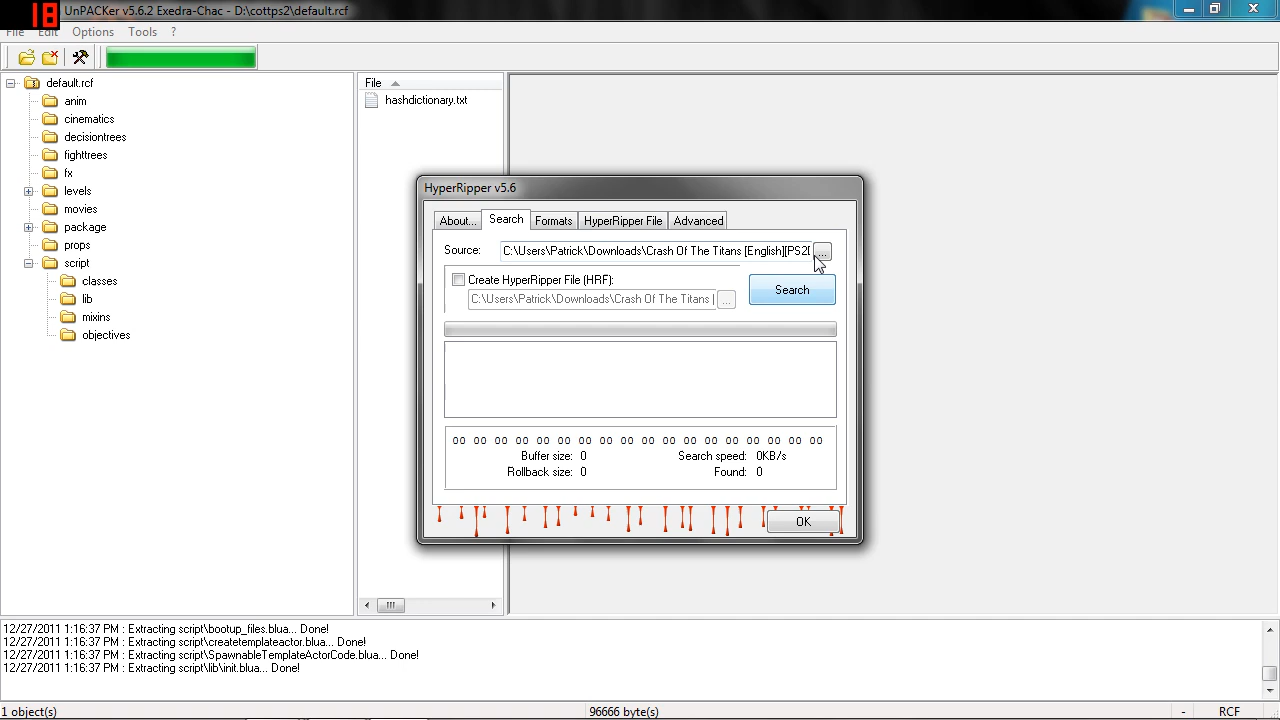 18
UnPACKer v5.6.2 Exedra-Chac - D:\cottps2\default.rcf
File Edit Options Tools ?
default.rcf
anim
cinematics
decisiontrees
fighttrees
fx
levels
movies
package
props
script
classes
lib
mixins
objectives
File
hashdictionary.txt
HyperRipper v5.6
About... Search Formats HyperRipper File Advanced
Source: C:\Users\Patrick\Downloads\Crash Of The Titans [English][PS2D ...
Create HyperRipper File (HRF):
Search
C:\Users\Patrick\Downloads\Crash Of The Titans [ ...
00 00 00 00 00 00 00 00 00 00 00 00 00 00 00 00 00 00
Buffer size: 0 Search speed: 0KB/s
Rollback size: 0 Found: 0
OK
12/27/2011 1:16:37 PM : Extracting script\bootup_files.blua... Done!
12/27/2011 1:16:37 PM : Extracting script\createtemplateactor.blua... Done!
12/27/2011 1:16:37 PM : Extracting script\SpawnableTemplateActorCode.blua... Done!
12/27/2011 1:16:37 PM : Extracting script\lib\init.blua... Done!
1 object(s) 96666 byte(s) - RCF